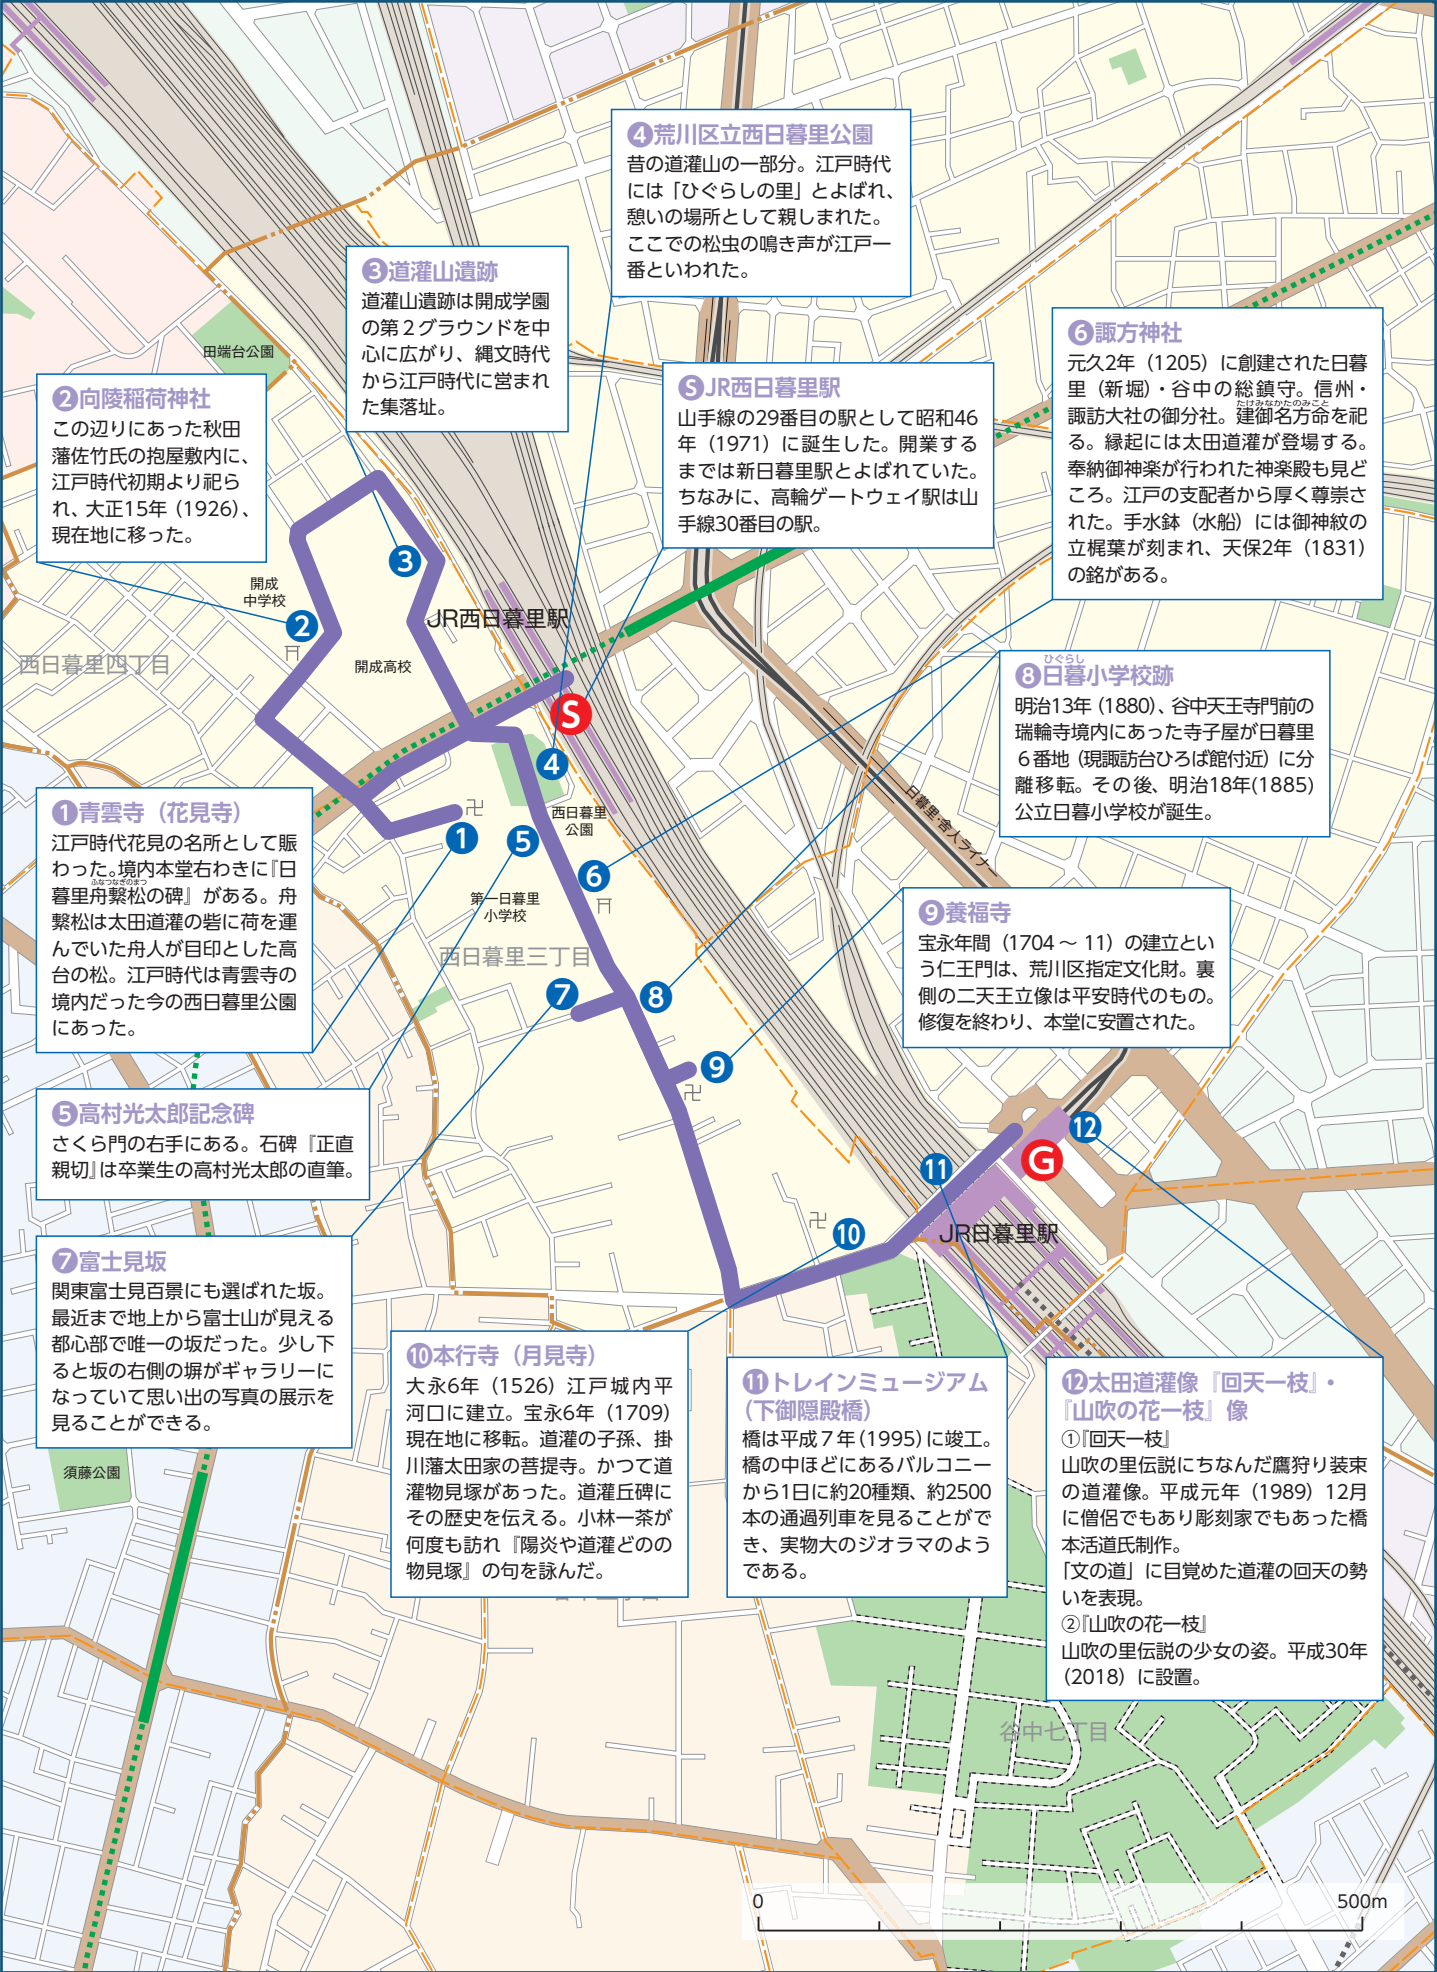 ❹荒川区立西日暮里公園
昔の道灌山の一部分。江戸時代
には「ひぐらしの里」とよばれ、
憩いの場所として親しまれた。
ここでの松虫の鳴き声が江戸一
番といわれた。
❸道灌山遺跡
道灌山遺跡は開成学園
の第２グラウンドを中
心に広がり、縄文時代
から江戸時代に営まれ
た集落址。
❻諏方神社
元久2年（1205）に創建された日暮
里（新堀）・谷中の総鎮守。信州・
諏訪大社の御分社。建御名方命を祀
たけみなかたのみこと
る。縁起には太田道灌が登場する。
奉納御神楽が行われた神楽殿も見ど
ころ。江戸の支配者から厚く尊崇さ
れた。手水鉢（水船）には御神紋の
立梶葉が刻まれ、天保2年（1831）
の銘がある。
田端台公園
❷向陵稲荷神社
この辺りにあった秋田
藩佐竹氏の抱屋敷内に、
江戸時代初期より祀ら
れ、大正15年（1926）、
現在地に移った。
ⓈJR西日暮里駅
山手線の29番目の駅として昭和46
年（1971）に誕生した。開業する
までは新日暮里駅とよばれていた。
ちなみに、高輪ゲートウェイ駅は山
手線30番目の駅。
3
開成
中学校
2
JR西日暮里駅
西日暮里四丁目
開成高校
S
4
❽日暮小学校跡
ひぐらし
明治13年（1880）、谷中天王寺門前の
瑞輪寺境内にあった寺子屋が日暮里
６番地（現諏訪台ひろば館付近）に分
離移転。その後、明治18年(1885)
公立日暮小学校が誕生。
日暮里・舎人ライナー
❶青雲寺（花見寺）
江戸時代花見の名所として賑
わった。境内本堂右わきに『日
暮里舟繋松の碑』がある。舟
ふなつなぎのまつ
繋松は太田道灌の砦に荷を運
んでいた舟人が目印とした高
台の松。江戸時代は青雲寺の
境内だった今の西日暮里公園
にあった。
卍
1
西日暮里
公園
5
6
第一日暮里
小学校
西日暮里三丁目
7
8
❾養福寺
宝永年間（1704 ～ 11）の建立とい
う仁王門は、荒川区指定文化財。裏
側の二天王立像は平安時代のもの。
修復を終わり、本堂に安置された。
9
卍
❺高村光太郎記念碑
さくら門の右手にある。石碑『正直
親切』は卒業生の高村光太郎の直筆。
12
G
11
卍
10
JR日暮里駅
❼富士見坂
関東富士見百景にも選ばれた坂。
最近まで地上から富士山が見える
都心部で唯一の坂だった。少し下
ると坂の右側の塀がギャラリーに
なっていて思い出の写真の展示を
見ることができる。
❿本行寺（月見寺）
大永6年（1526）江戸城内平
河口に建立。宝永6年（1709）
現在地に移転。道灌の子孫、掛
川藩太田家の菩提寺。かつて道
灌物見塚があった。道灌丘碑に
その歴史を伝える。小林一茶が
何度も訪れ『陽炎や道灌どのの
物見塚』の句を詠んだ。
⓫トレインミュージアム
（下御隠殿橋）
橋は平成７年(1995)に竣工。
橋の中ほどにあるバルコニー
から1日に約20種類、約2500
本の通過列車を見ることがで
き、実物大のジオラマのよう
である。
⓬太田道灌像『回天一枝』・
『山吹の花一枝』像
①『回天一枝』
山吹の里伝説にちなんだ鷹狩り装束
の道灌像。平成元年（1989）12月
に僧侶でもあり彫刻家でもあった橋
本活道氏制作。
「文の道」に目覚めた道灌の回天の勢
いを表現。
②『山吹の花一枝』
山吹の里伝説の少女の姿。平成30年
（2018）に設置。
須藤公園
谷中七丁目
0
500m